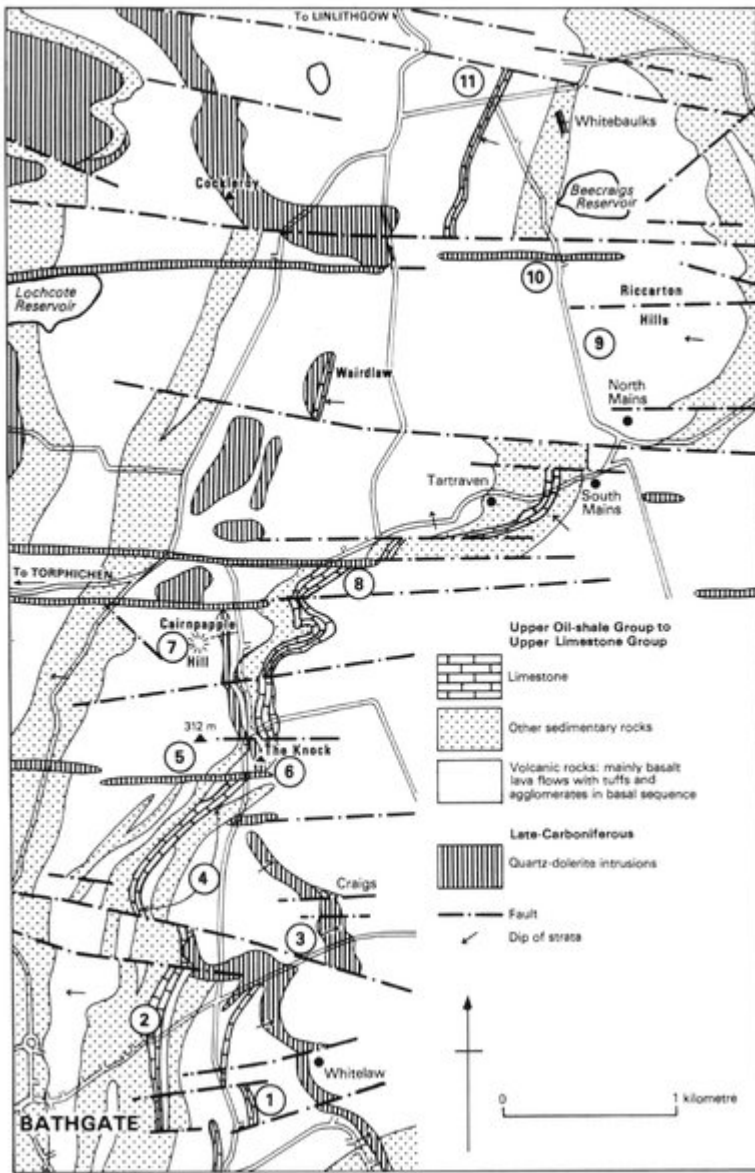 To LINLITHGOW
11
Whitebaulks
Cockleroy
Beecraigs
Reservoir
10
Lochcote
Reservoir
Riccarton
Hills
9
Wairdlaw
North
Mains
Tartraven
South
Mains
To TORPHICHEN
8
Cairnpapple
7
Hill
312 m
The Knock
5
6
4
Craigs
3
2
Whitelaw
1
BATHGATE
Upper Oil-shale Group to
Upper Limestone Group
Limestone
Other sedimentary rocks
Volcanic rocks: mainly basalt
lava flows with tuffs and
agglomerates in basal sequence
Late-Carboniferous
Quartz-dolerite intrusions
Fault
Dip of strata
0
1 kilometre